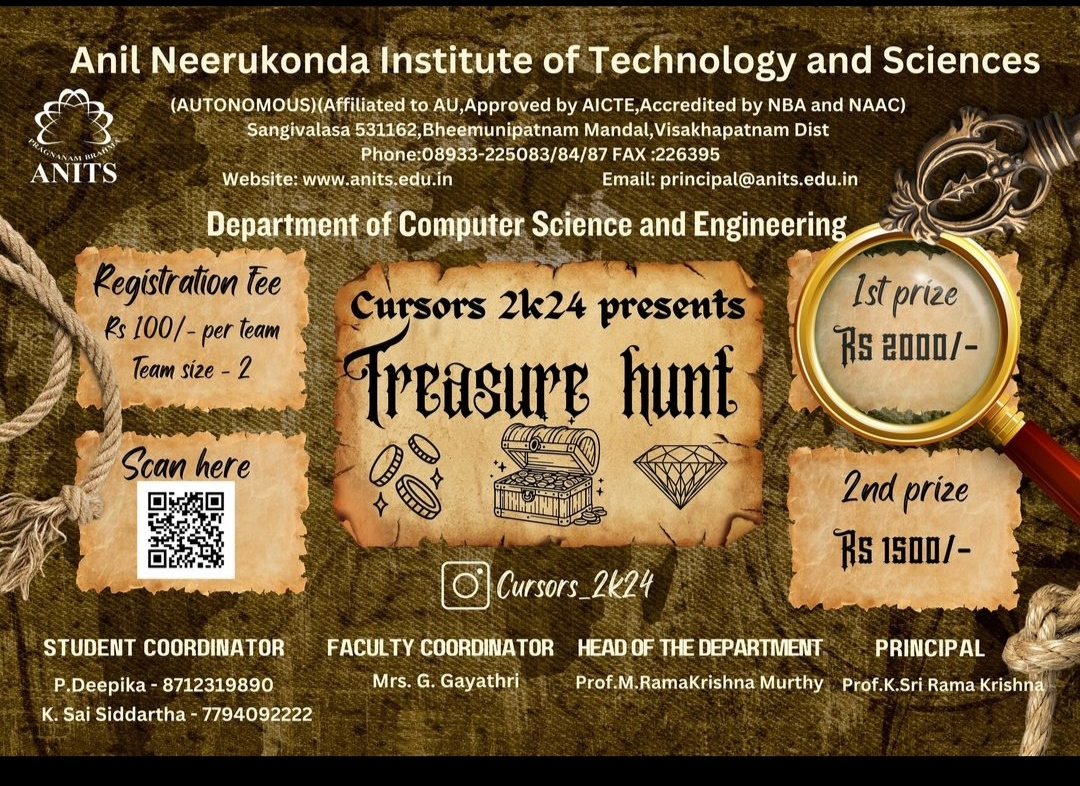 Anil Neerukonda Institute of Technology and Sciences
(AUTONOMOUS)(Affiliated to AU,Approved by AICTE,Accredited by NBA and NAAC)
Sangivalasa 531162,Bheemunipatnam Mandal,Visakhapatnam Dist
Phone:08933-225083/84/87 FAX :226395
Website: www.anits.edu.in Email: principal@anits.edu.in
PRAGNANAM BRAHMA
ANITS
Department of Computer Science and Engineering
Registration Fee
Rs 100/- per team
Team size - 2
Scan here
Cursors 2k24 presents
Treasure hunt
1st prize
Rs 2000/-
2nd prize
Rs 1500/-
Cursors_2k24
STUDENT COORDINATOR
P.Deepika - 8712319890
K. Sai Siddartha - 7794092222
FACULTY COORDINATOR
Mrs. G. Gayathri
HEAD OF THE DEPARTMENT
Prof.M.RamaKrishna Murthy
PRINCIPAL
Prof.K.Sri Rama Krishna